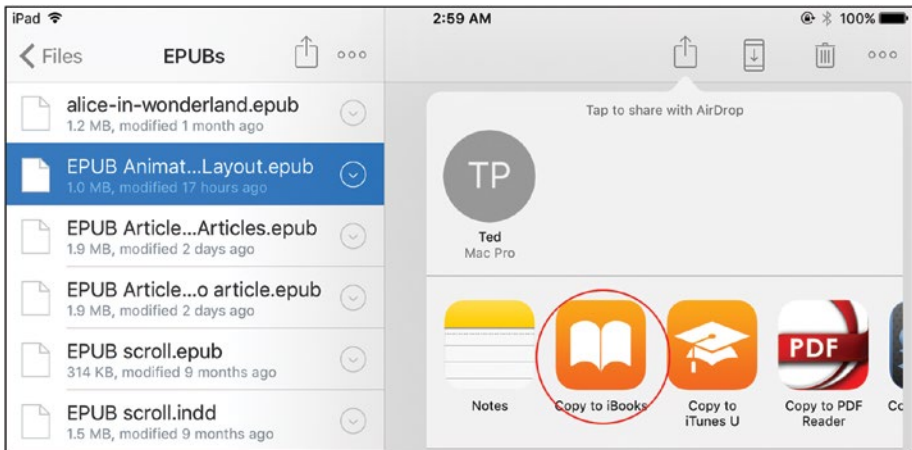 iPad
2:59 AM
100%
Files
EPUBs
alice-in-wonderland.epub
1.2 MB, modified 1 month ago
EPUB Animat...Layout.epub
1.0 MB, modified 17 hours ago
EPUB Article...Articles.epub
1.9 MB, modified 2 days ago
EPUB Article...o article.epub
1.9 MB, modified 2 days ago
EPUB scroll.epub
314 KB, modified 9 months ago
EPUB scroll.indd
1.5 MB, modified 9 months ago
Tap to share with AirDrop
TP
Ted
Mac Pro
PDF
Notes
Copy to iBooks
Copy to
iTunes U
Copy to PDF
Reader